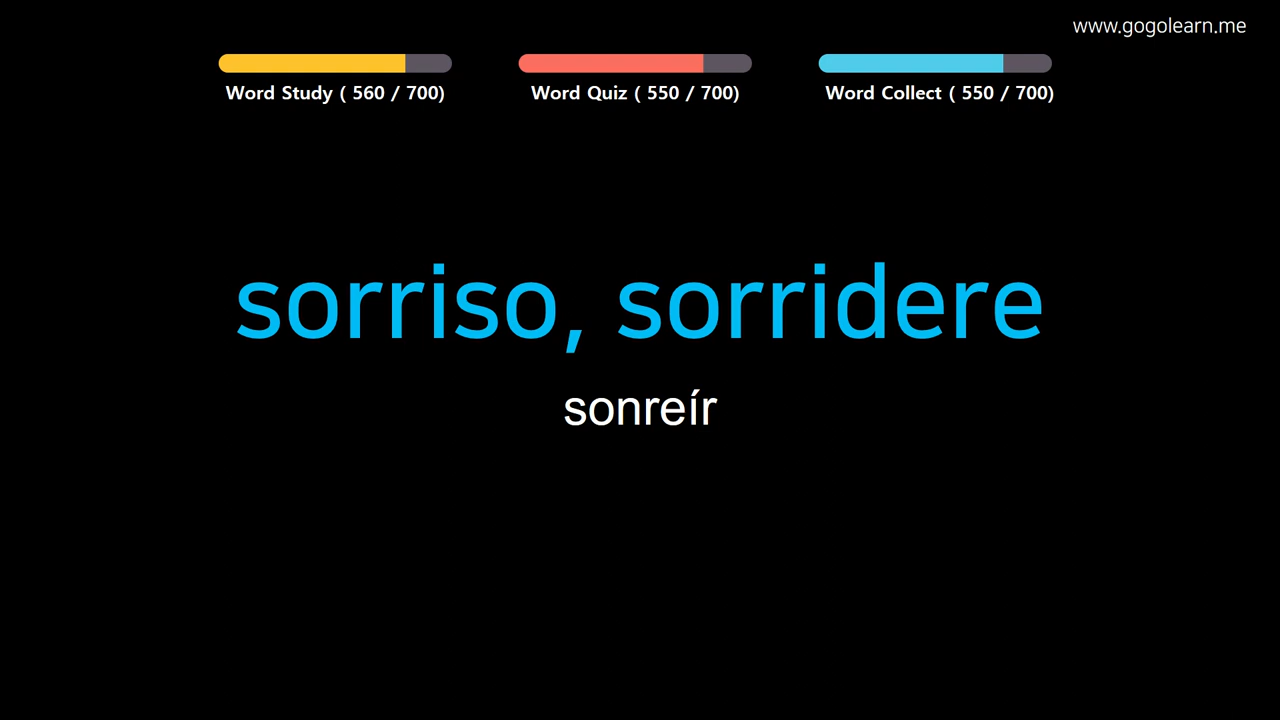 www.gogolearn.me
Word Study ( 560 / 700)
Word Quiz ( 550 / 700)
Word Collect ( 550 / 700)
sorriso, sorridere
sonreír